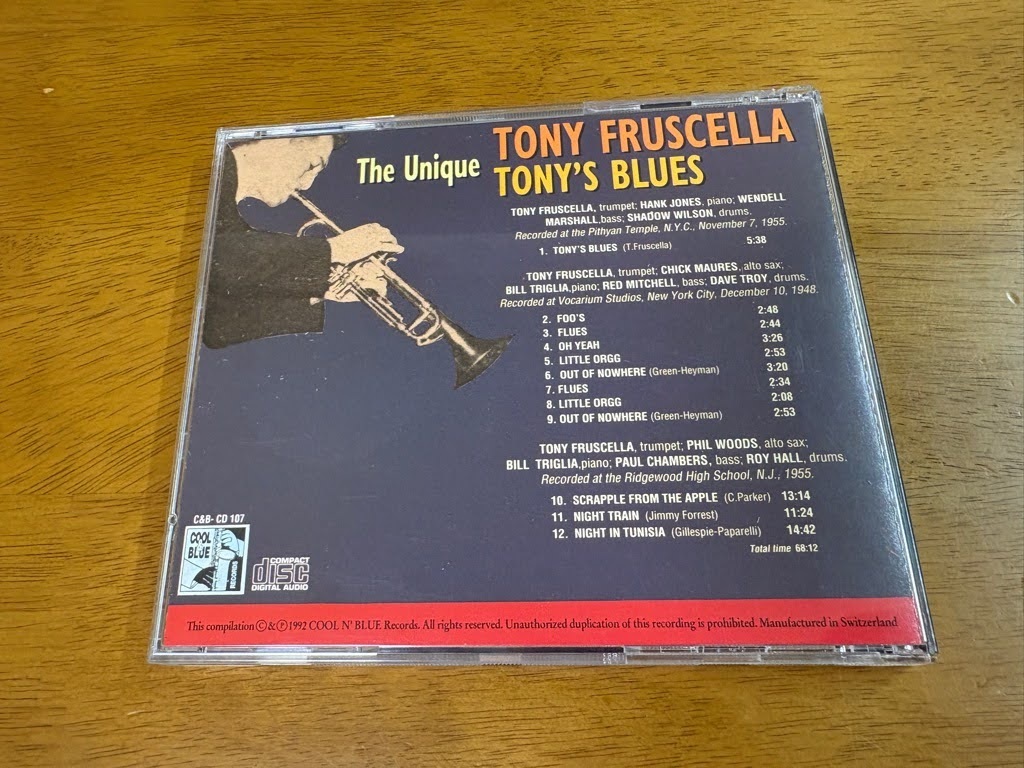 The Unique TONY FRUSCELLA
TONY'S BLUES
TONY FRUSCELLA, trumpet; HANK JONES, piano; WENDELL
MARSHALL,bass; SHADOW WILSON, drums.
Recorded at the Pithyan Temple, N.Y.C., November 7, 1955.
1. TONY'S BLUES (T.Fruscella) 5:38
TONY FRUSCELLA, trumpet; CHICK MAURES, alto sax;
BILL TRIGLIA,piano; RED MITCHELL, bass; DAVE TROY, drums.
Recorded at Vocarium Studios, New York City, December 10, 1948.
2. FOO'S 2:48
3. FLUES 2:44
4. OH YEAH 3:26
5. LITTLE ORGG 2:53
6. OUT OF NOWHERE (Green-Heyman) 3:20
7. FLUES 2:34
8. LITTLE ORGG 2:08
9. OUT OF NOWHERE (Green-Heyman) 2:53
TONY FRUSCELLA, trumpet; PHIL WOODS, alto sax;
BILL TRIGLIA,piano; PAUL CHAMBERS, bass; ROY HALL, drums.
Recorded at the Ridgewood High School, N.J., 1955.
10. SCRAPPLE FROM THE APPLE (C.Parker) 13:14
11. NIGHT TRAIN (Jimmy Forrest) 11:24
12. NIGHT IN TUNISIA (Gillespie-Paparelli) 14:42
Total time 68:12
C&B- CD 107
COOL
N'
BLUE
RECORDS
COMPACT
disc
DIGITAL AUDIO
This compilation ©&℗1992 COOL N' BLUE Records. All rights reserved. Unauthorized duplication of this recording is prohibited. Manufactured in Switzerland